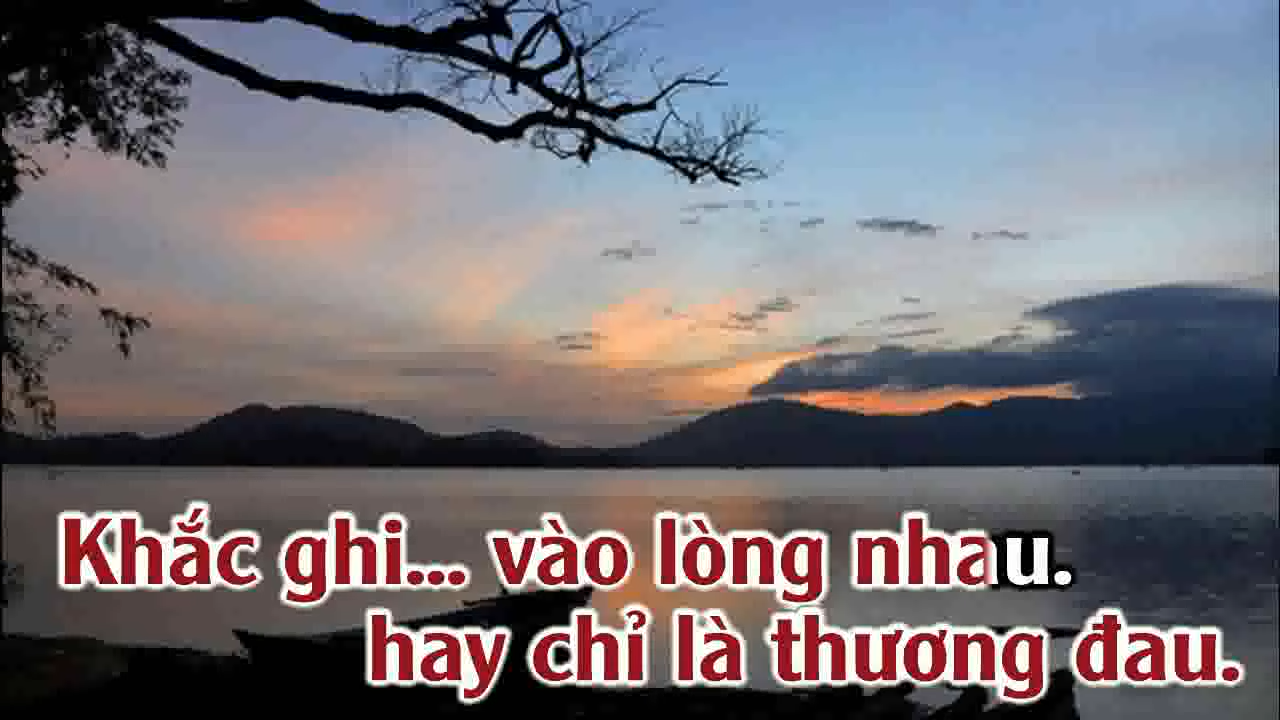 Khắc ghi... vào lòng nhau.
hay chỉ là thương đau.